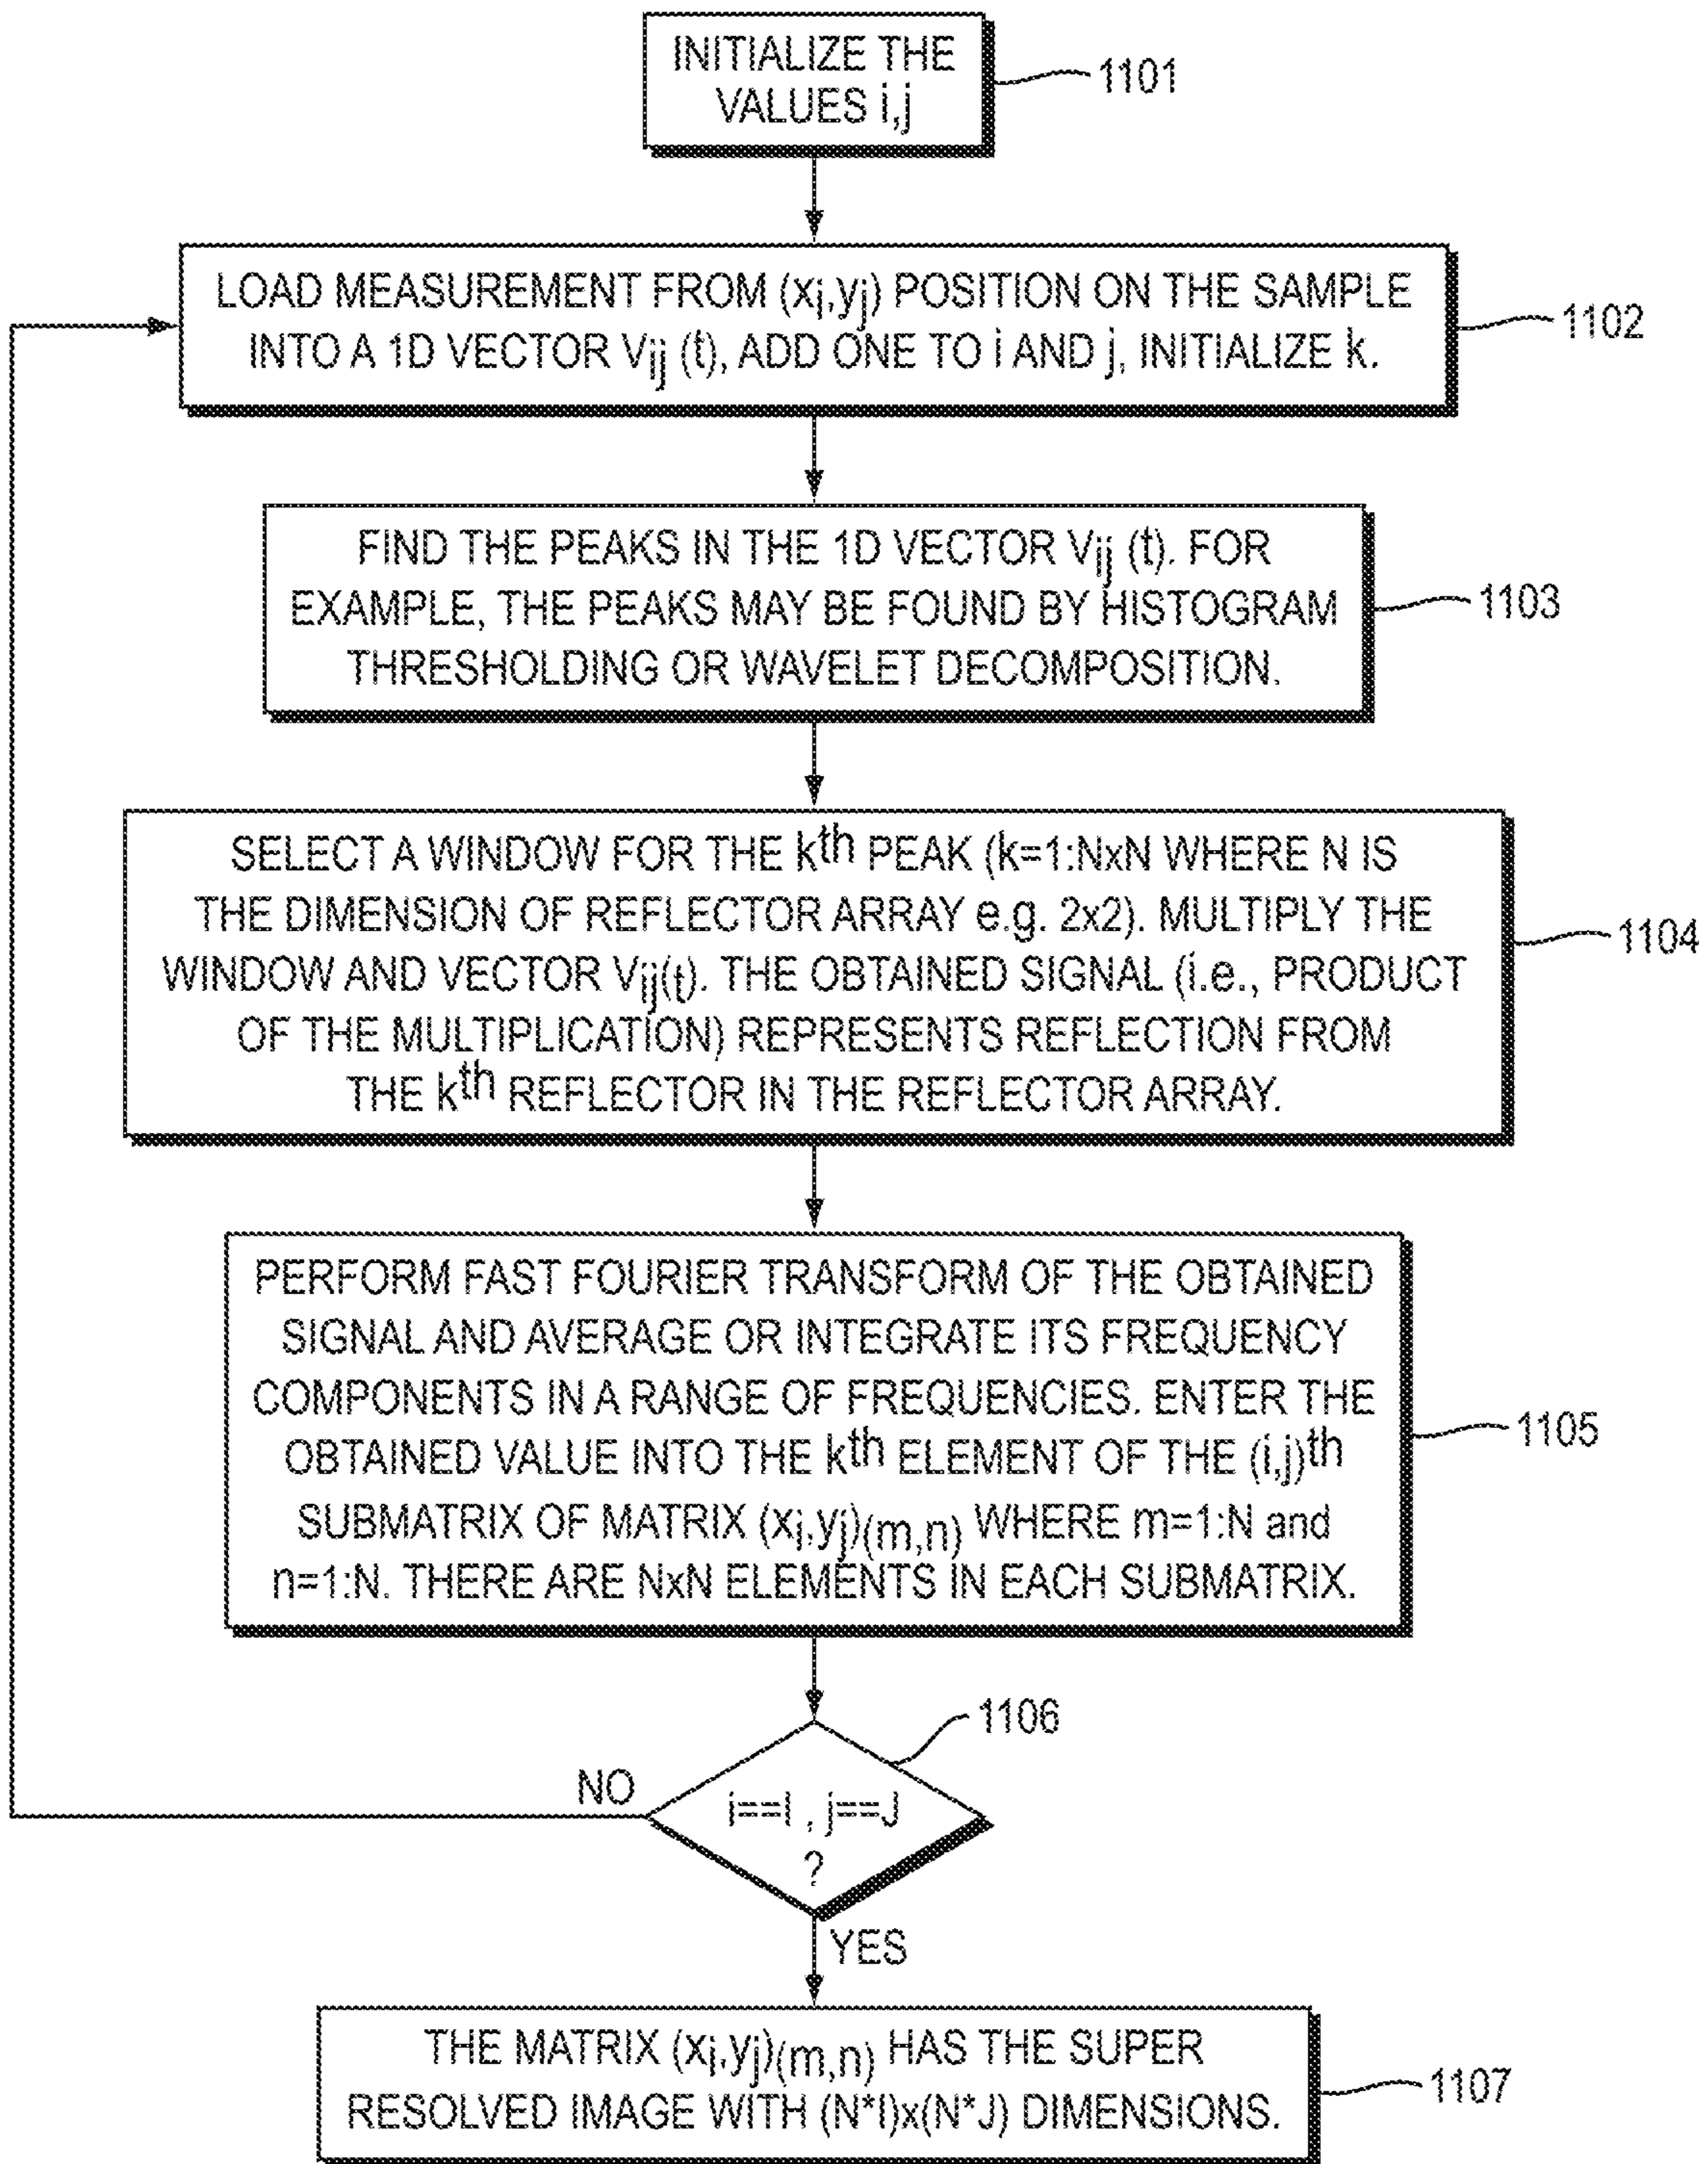 INITIALIZE THE
VALUES i,j
1101
LOAD MEASUREMENT FROM (xi,yj) POSITION ON THE SAMPLE
INTO A 1D VECTOR Vij (t), ADD ONE TO i AND j, INITIALIZE k.
1102
FIND THE PEAKS IN THE 1D VECTOR Vij (t). FOR
EXAMPLE, THE PEAKS MAY BE FOUND BY HISTOGRAM
THRESHOLDING OR WAVELET DECOMPOSITION.
1103
SELECT A WINDOW FOR THE kth PEAK (k=1:NxN WHERE N IS
THE DIMENSION OF REFLECTOR ARRAY e.g. 2x2). MULTIPLY THE
WINDOW AND VECTOR Vij(t). THE OBTAINED SIGNAL (i.e., PRODUCT
OF THE MULTIPLICATION) REPRESENTS REFLECTION FROM
THE kth REFLECTOR IN THE REFLECTOR ARRAY.
1104
PERFORM FAST FOURIER TRANSFORM OF THE OBTAINED
SIGNAL AND AVERAGE OR INTEGRATE ITS FREQUENCY
COMPONENTS IN A RANGE OF FREQUENCIES. ENTER THE
OBTAINED VALUE INTO THE kth ELEMENT OF THE (i,j)th
SUBMATRIX OF MATRIX (xi,yj)(m,n) WHERE m=1:N and
n=1:N. THERE ARE NxN ELEMENTS IN EACH SUBMATRIX.
1105
1106
NO
i==I , j==J
?
YES
THE MATRIX (xi,yj)(m,n) HAS THE SUPER
RESOLVED IMAGE WITH (N*I)x(N*J) DIMENSIONS.
1107